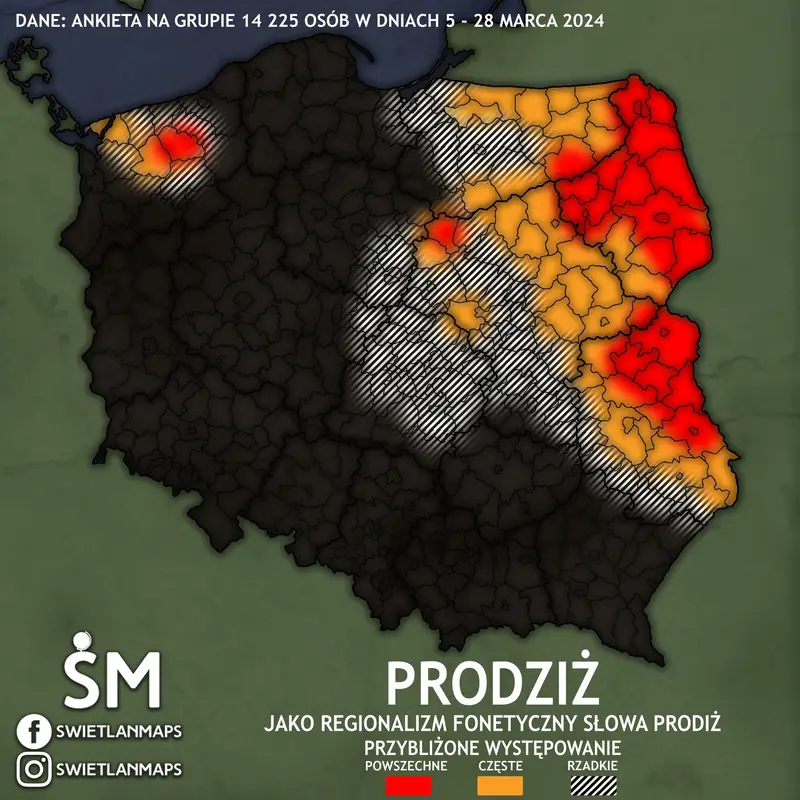 DANE: ANKIETA NA GRUPIE 14 225 OSÓB W DNIACH 5 - 28 MARCA 2024
ŚM
SWIETLANMAPS
SWIETLANMAPS
PRODZIŻ
JAKO REGIONALIZM FONETYCZNY SŁOWA PRODIŻ
PRZYBLIŻONE WYSTĘPOWANIE
POWSZECHNE CZĘSTE RZADKIE